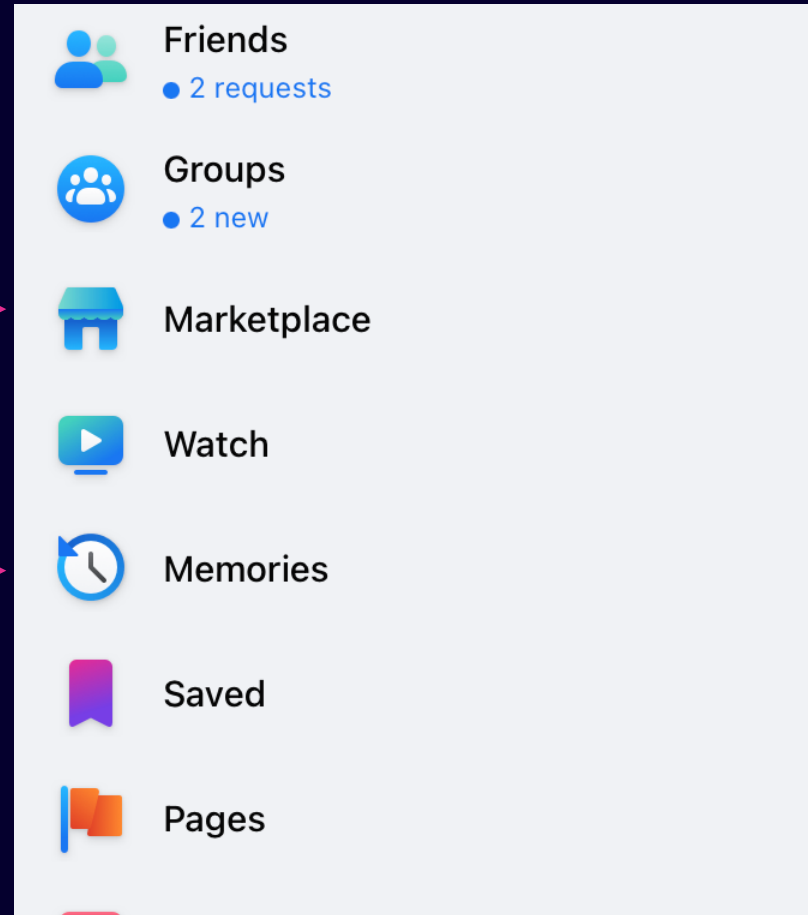 Friends
2 requests
Groups
2 new
Marketplace
Watch
Memories
Saved
Pages